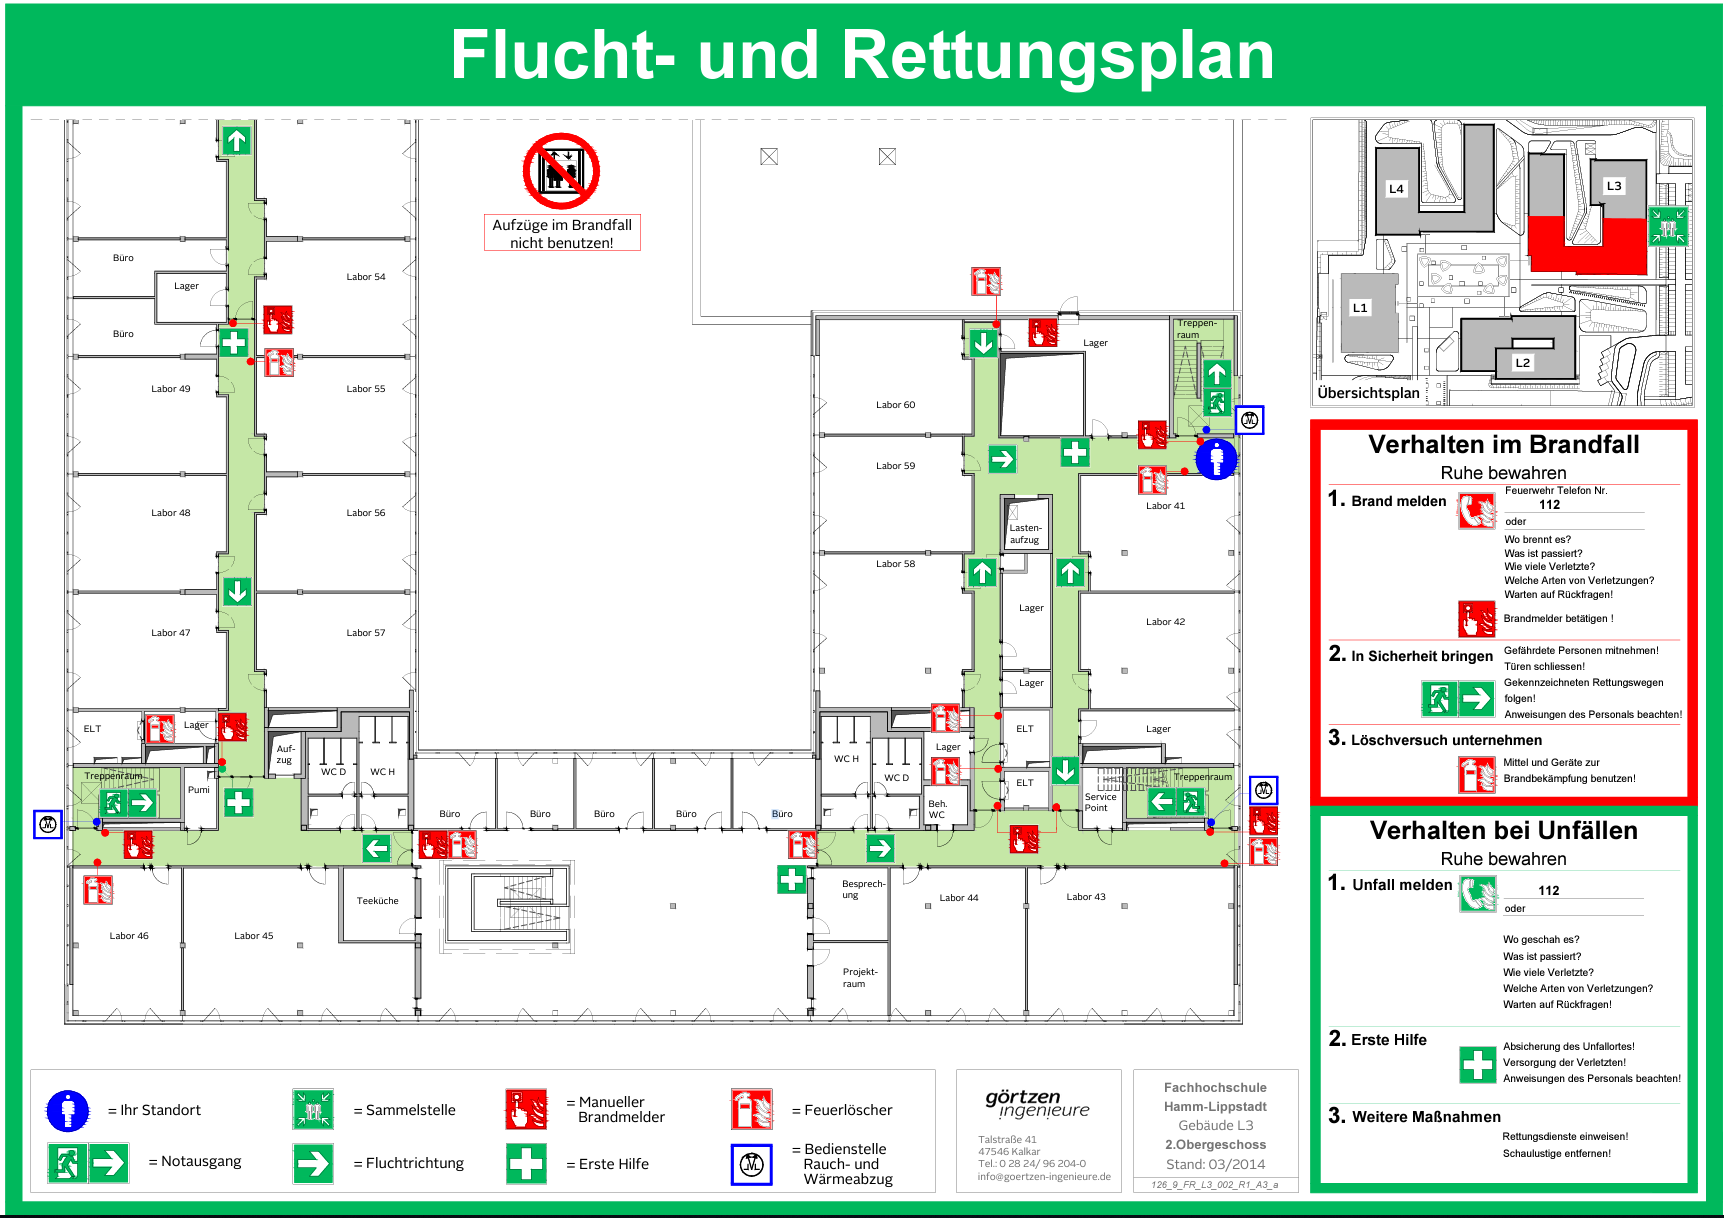 Flucht- und Rettungsplan
Aufzüge im Brandfall
nicht benutzen!
Büro
Lager
Labor 54
Büro
Labor 49
Labor 55
Labor 48
Labor 56
Labor 47
Labor 57
ELT
Lager
Auf-
zug
WC D
WC H
Treppenraum
Pumi
Büro
Büro
Büro
Büro
Büro
Labor 46
Labor 45
Teeküche
Treppen-
raum
Lager
Labor 60
Labor 59
Labor 41
Lasten-
aufzug
Labor 58
Lager
Labor 42
Lager
ELT
Lager
WC H
Lager
WC D
ELT
Beh.
WC
Service
Point
Treppenraum
Besprech-
ung
Labor 44
Labor 43
Projekt-
raum
L4
L3
L1
L2
Übersichtsplan
Verhalten im Brandfall
Ruhe bewahren
1. Brand melden
Feuerwehr Telefon Nr.
112
oder
Wo brennt es?
Was ist passiert?
Wie viele Verletzte?
Welche Arten von Verletzungen?
Warten auf Rückfragen!
Brandmelder betätigen !
2. In Sicherheit bringen
Gefährdete Personen mitnehmen!
Türen schliessen!
Gekennzeichneten Rettungswegen
folgen!
Anweisungen des Personals beachten!
3. Löschversuch unternehmen
Mittel und Geräte zur
Brandbekämpfung benutzen!
Verhalten bei Unfällen
Ruhe bewahren
1. Unfall melden
112
oder
Wo geschah es?
Was ist passiert?
Wie viele Verletzte?
Welche Arten von Verletzungen?
Warten auf Rückfragen!
2. Erste Hilfe
Absicherung des Unfallortes!
Versorgung der Verletzten!
Anweisungen des Personals beachten!
3. Weitere Maßnahmen
Rettungsdienste einweisen!
Schaulustige entfernen!
= Ihr Standort
= Sammelstelle
= Manueller
Brandmelder
= Feuerlöscher
= Notausgang
= Fluchtrichtung
= Erste Hilfe
= Bedienstelle
Rauch- und
Wärmeabzug
görtzen
ingenieure
Talstraße 41
47546 Kalkar
Tel.: 0 28 24/ 96 204-0
info@goertzen-ingenieure.de
Fachhochschule
Hamm-Lippstadt
Gebäude L3
2.Obergeschoss
Stand: 03/2014
126_9_FR_L3_002_R1_A3_a